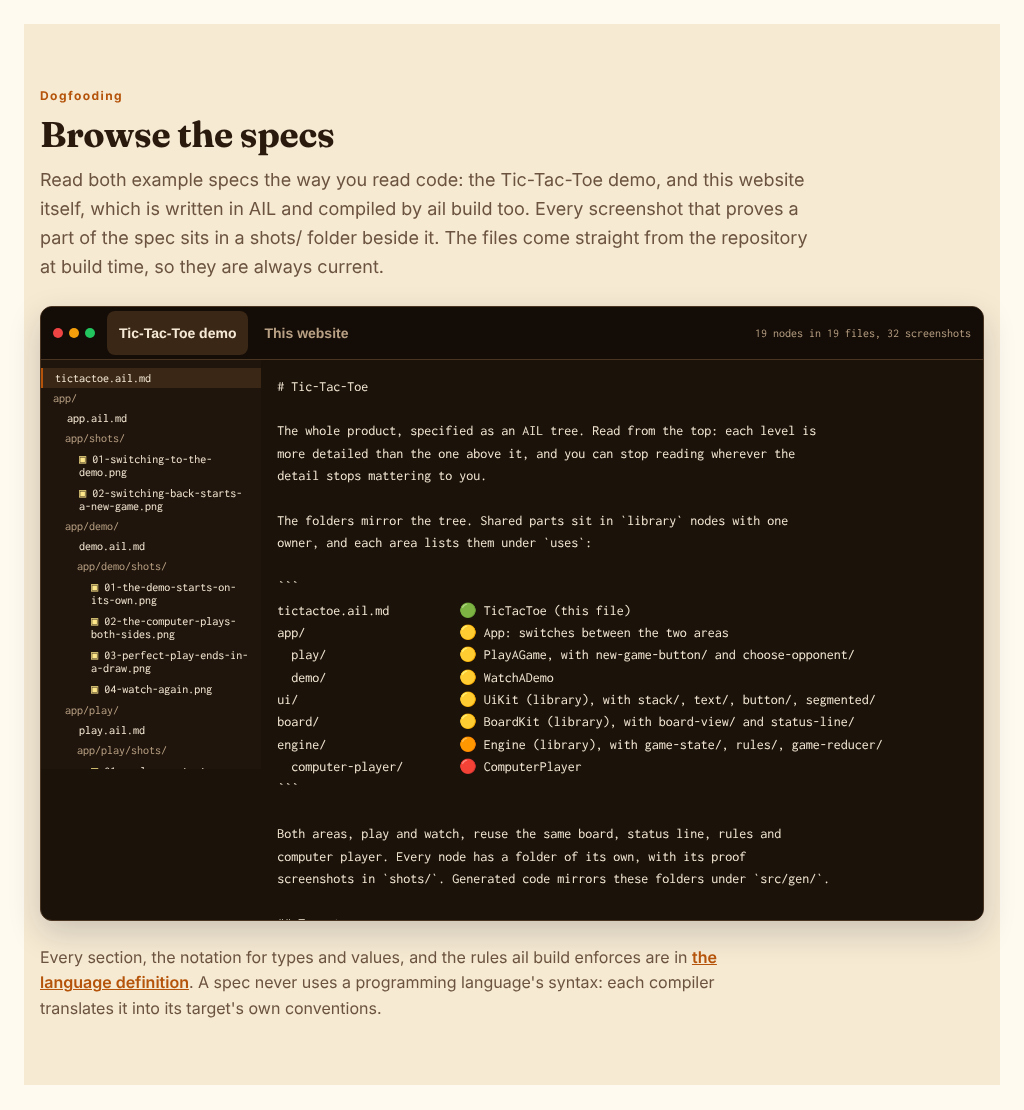 Dogfooding
Browse the specs
Read both example specs the way you read code: the Tic-Tac-Toe demo, and this website
itself, which is written in AIL and compiled by ail build too. Every screenshot that proves a
part of the spec sits in a shots/ folder beside it. The files come straight from the repository
at build time, so they are always current.
Tic-Tac-Toe demo
This website
19 nodes in 19 files, 32 screenshots
tictactoe.ail.md
app/
app.ail.md
app/shots/
01-switching-to-the-
demo.png
02-switching-back-starts-
a-new-game.png
app/demo/
demo.ail.md
app/demo/shots/
01-the-demo-starts-on-
its-own.png
02-the-computer-plays-
both-sides.png
03-perfect-play-ends-in-
a-draw.png
04-watch-again.png
app/play/
play.ail.md
app/play/shots/
# Tic-Tac-Toe
The whole product, specified as an AIL tree. Read from the top: each level is
more detailed than the one above it, and you can stop reading wherever the
detail stops mattering to you.
The folders mirror the tree. Shared parts sit in `library` nodes with one
owner, and each area lists them under `uses`:
```
tictactoe.ail.md 🟢 TicTacToe (this file)
app/ 🟡 App: switches between the two areas
play/ 🟡 PlayAGame, with new-game-button/ and choose-opponent/
demo/ 🟡 WatchADemo
ui/ 🟡 UiKit (library), with stack/, text/, button/, segmented/
board/ 🟡 BoardKit (library), with board-view/ and status-line/
engine/ 🟠 Engine (library), with game-state/, rules/, game-reducer/
computer-player/ 🔴 ComputerPlayer
```
Both areas, play and watch, reuse the same board, status line, rules and
computer player. Every node has a folder of its own, with its proof
screenshots in `shots/`. Generated code mirrors these folders under `src/gen/`.
Every section, the notation for types and values, and the rules ail build enforces are in the
language definition. A spec never uses a programming language's syntax: each compiler
translates it into its target's own conventions.